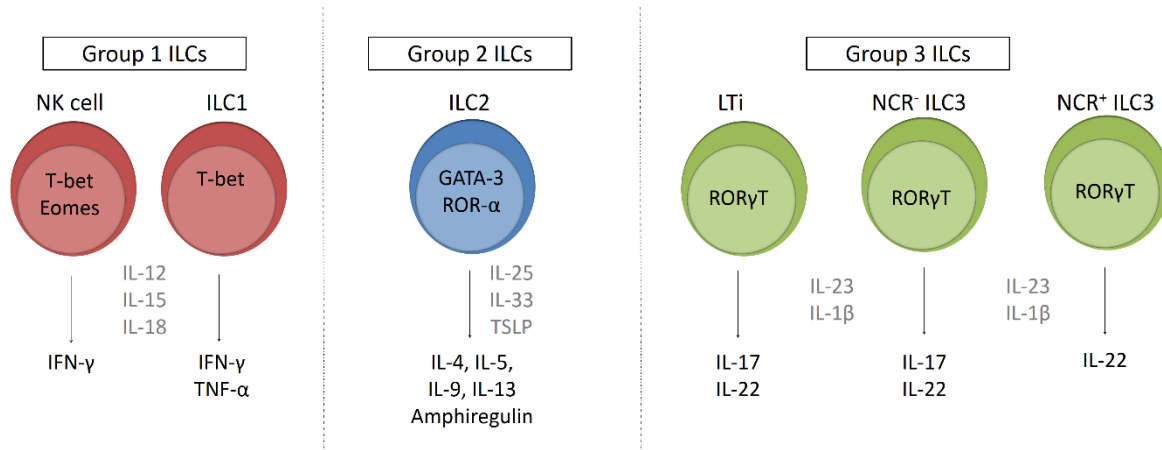 Group 1 ILCs
NK cell
ILC1
T-bet
Eomes
T-bet
IL-12
IL-15
IL-18
IFN-γ
IFN-γ
TNF-α
Group 2 ILCs
ILC2
GATA-3
ROR-α
IL-25
IL-33
TSLP
IL-4, IL-5,
IL-9, IL-13
Amphiregulin
Group 3 ILCs
LTi
NCR⁻ ILC3
NCR⁺ ILC3
RORγT
RORγT
RORγT
IL-23
IL-1β
IL-23
IL-1β
IL-17
IL-22
IL-17
IL-22
IL-22